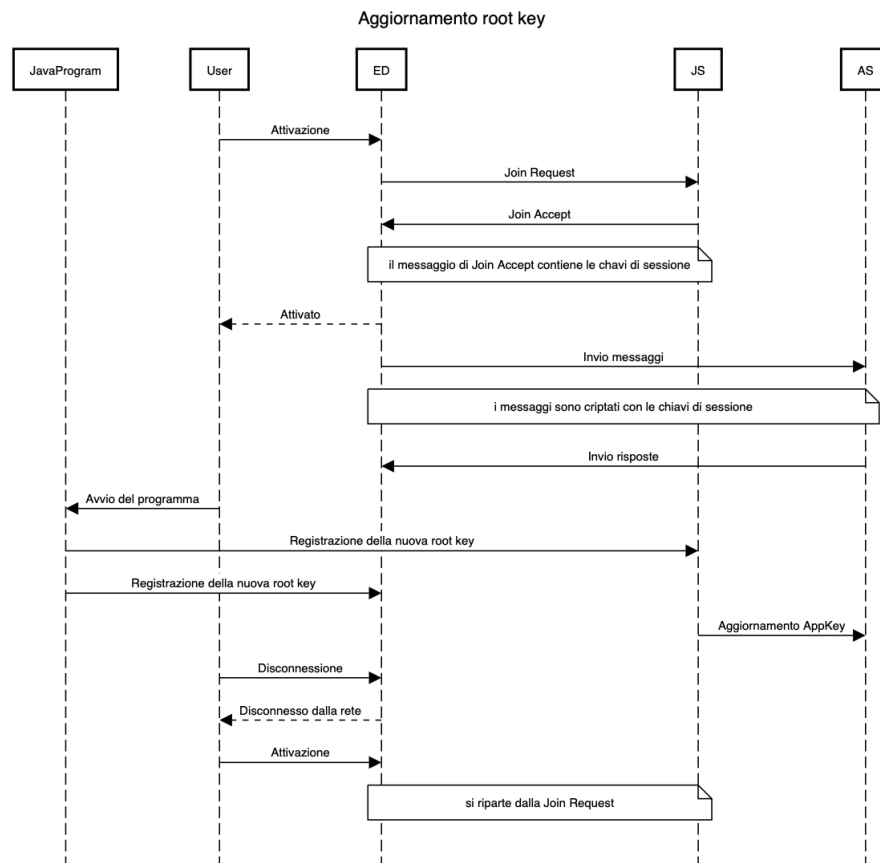 Aggiornamento root key
JavaProgram
User
ED
JS
AS
Attivazione
Join Request
Join Accept
il messaggio di Join Accept contiene le chavi di sessione
Attivato
Invio messaggi
i messaggi sono criptati con le chiavi di sessione
Invio risposte
Avvio del programma
Registrazione della nuova root key
Registrazione della nuova root key
Aggiornamento AppKey
Disconnessione
Disconnesso dalla rete
Attivazione
si riparte dalla Join Request